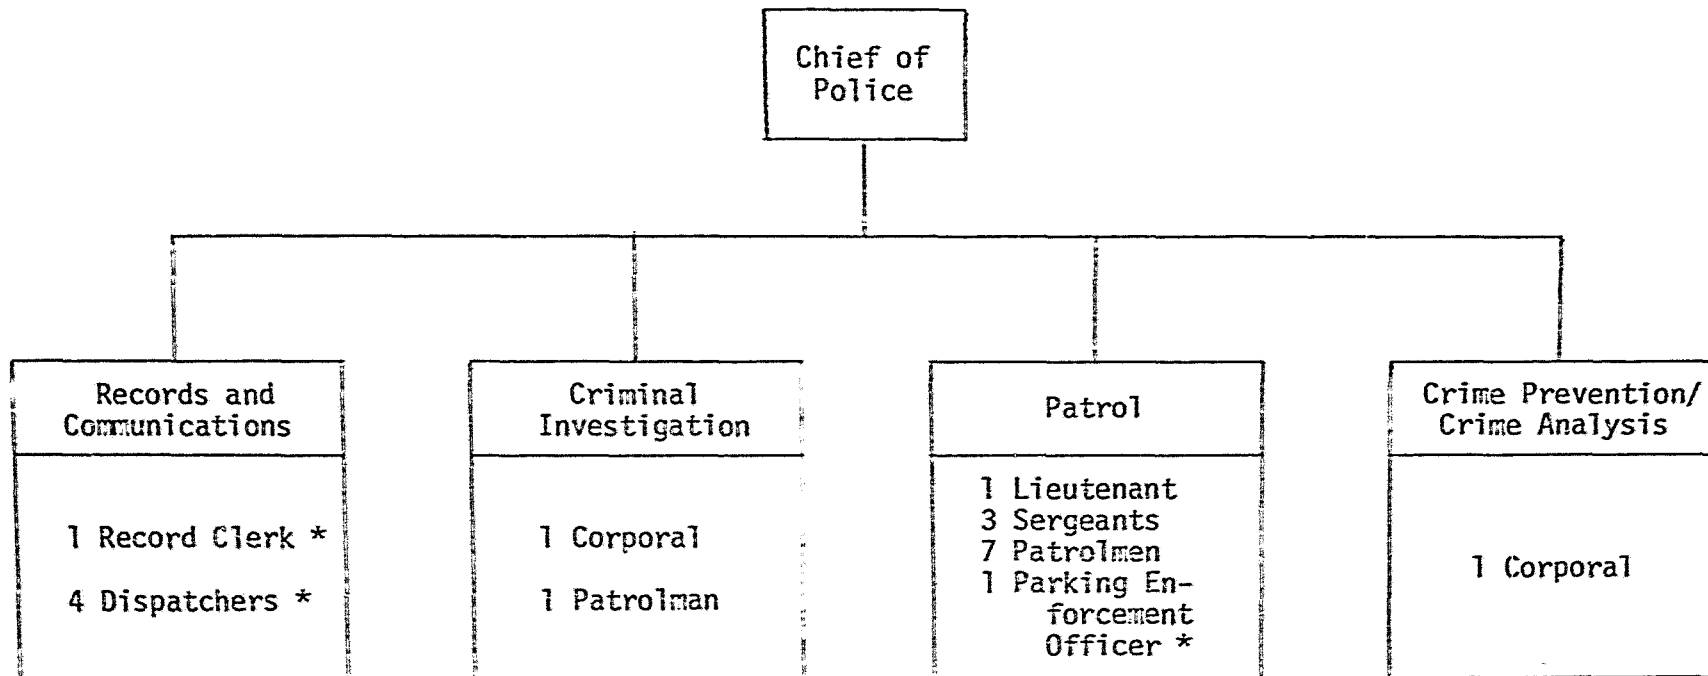 Chief of
Police
Records and
Communications
1 Record Clerk *
4 Dispatchers *
Criminal
Investigation
1 Corporal
1 Patrolman
Patrol
1 Lieutenant
3 Sergeants
7 Patrolmen
1 Parking En-
forcement
Officer *
Crime Prevention/
Crime Analysis
1 Corporal